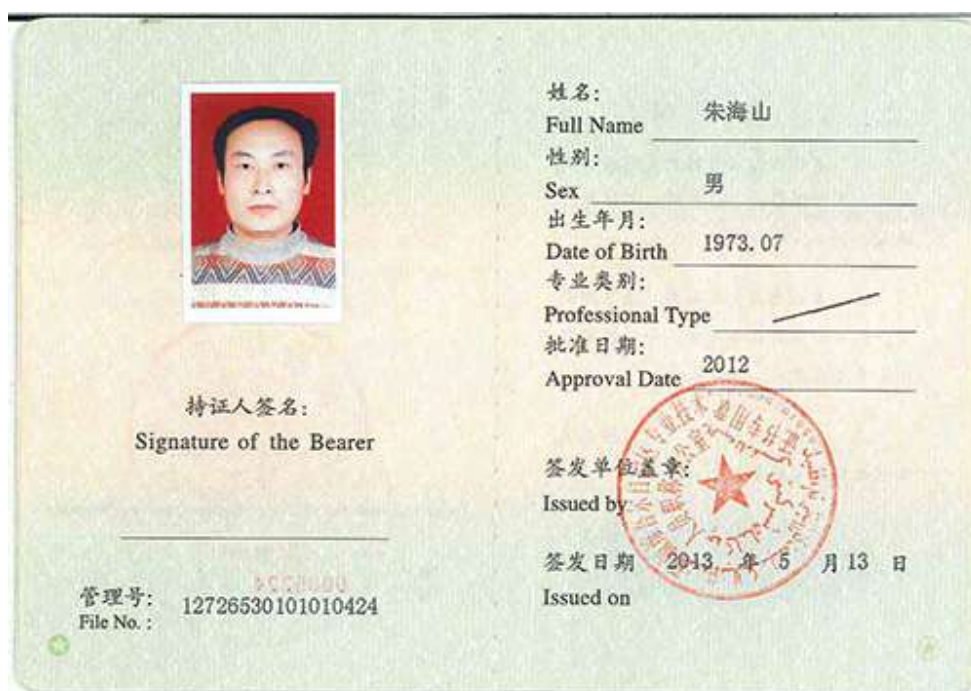 持证人签名:
Signature of the Bearer
管理号:
File No. :
12726530101010424
姓名:
Full Name
朱海山
性别:
Sex
男
出生年月:
Date of Birth
1973.07
专业类别:
Professional Type
批准日期:
Approval Date
2012
签发单位盖章:
Issued by:
签发日期 2013 年 5 月 13 日
Issued on